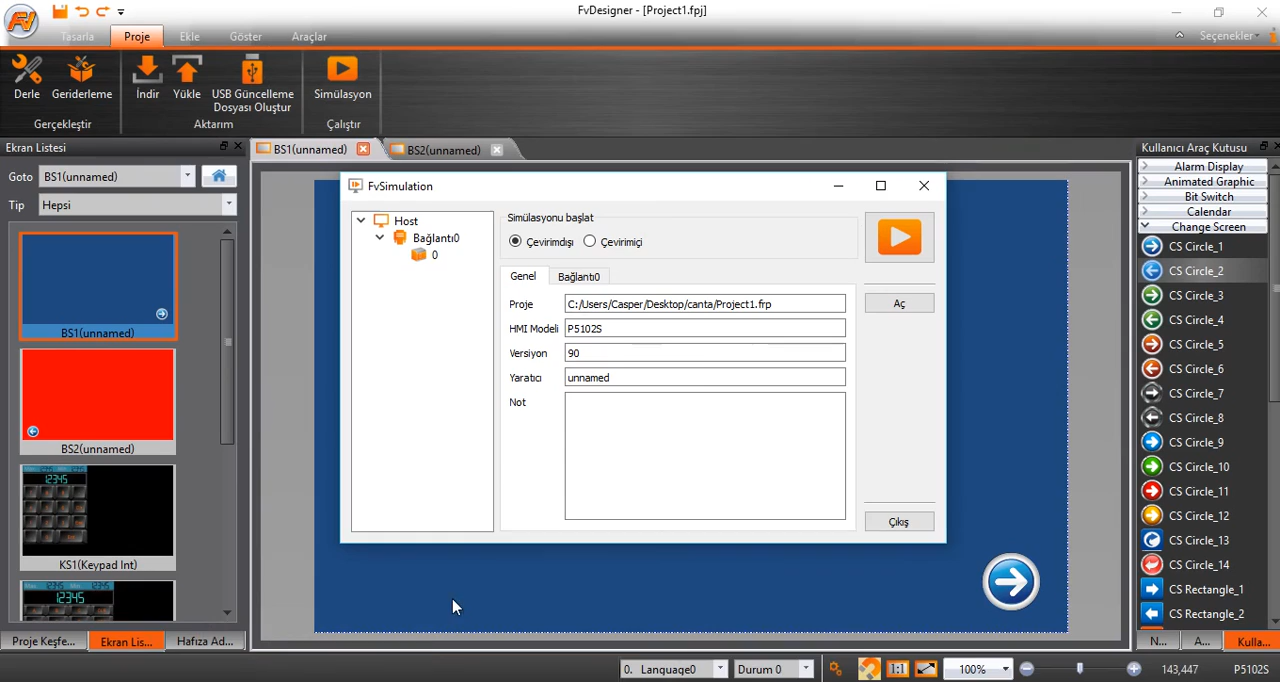 FvDesigner - [Project1.fpj]
Tasarla Proje Ekle Göster Araçlar Seçenekler
Derle Geriderleme İndir Yükle USB Güncelleme Dosyası Oluştur Simülasyon
Gerçekleştir Aktarım Çalıştır
Ekran Listesi
BS1(unnamed) BS2(unnamed)
Kullanıcı Araç Kutusu
Goto BS1(unnamed)
Tip Hepsi
BS1(unnamed)
BS2(unnamed)
12345
KS1(Keypad Int)
12345
Proje Keşfe... Ekran Lis... Hafıza Ad...
FvSimulation
Host
Bağlantı0
0
Simülasyonu başlat
Çevirimdışı Çevirimiçi
Genel Bağlantı0
Proje C:/Users/Casper/Desktop/canta/Project1.frp
HMI Modeli P5102S
Versiyon 90
Yaratıcı unnamed
Not
Aç
Çıkış
Alarm Display
Animated Graphic
Bit Switch
Calendar
Change Screen
CS Circle_1
CS Circle_2
CS Circle_3
CS Circle_4
CS Circle_5
CS Circle_6
CS Circle_7
CS Circle_8
CS Circle_9
CS Circle_10
CS Circle_11
CS Circle_12
CS Circle_13
CS Circle_14
CS Rectangle_1
CS Rectangle_2
N... A... Kulla...
0. Language0 Durum 0 1:1 100% 143,447 P5102S